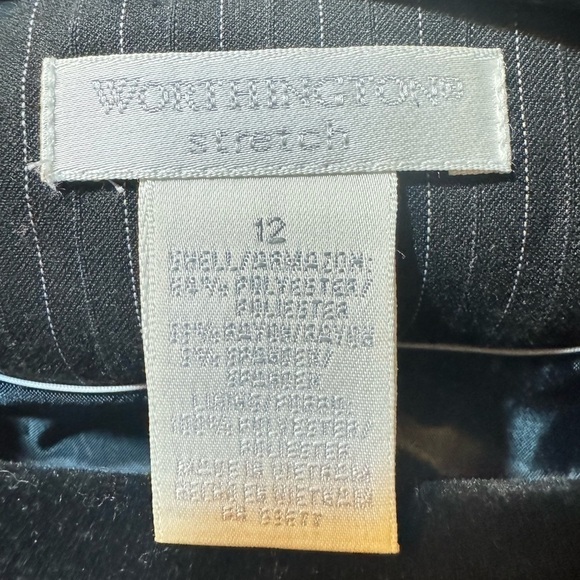 WORTHINGTON®
stretch
12
SHELL/ARMAZON:
POLYESTER/
POLIESTER
RAYON/RAYON
SPANDEX/
SPANDEX
LINING/FORRO:
100% POLYESTER/
POLIESTER
MADE IN VIETNAM
HECHO EN VIETNAM